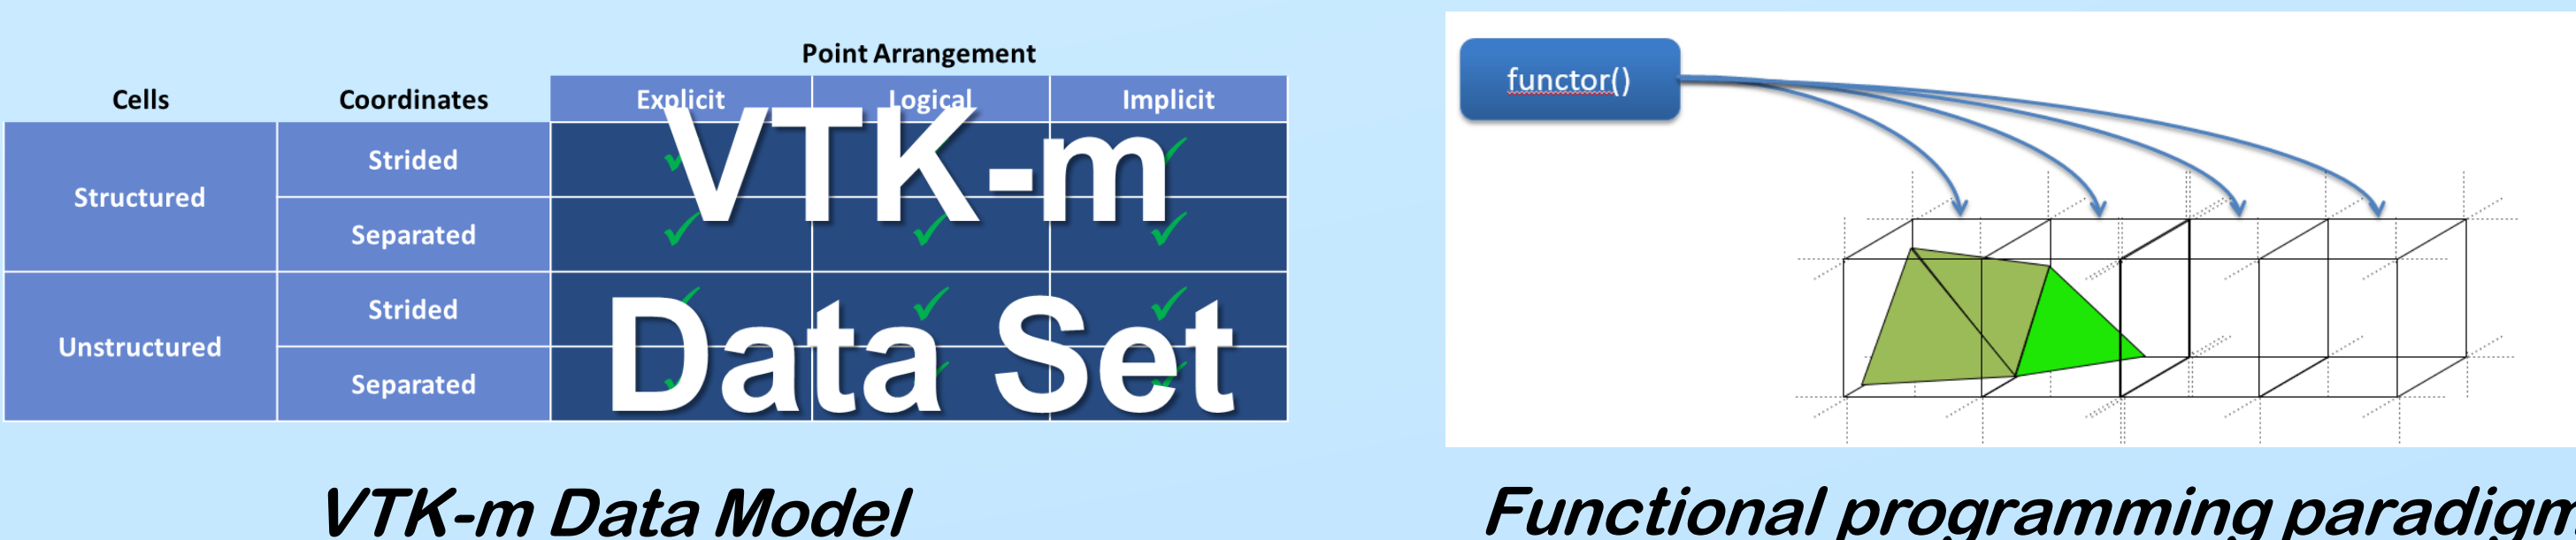 Point Arrangement
Cells Coordinates Explicit Logical Implicit
Structured
Strided
Separated
Unstructured
Strided
Separated
VTK-m
Data Set
VTK-m Data Model
functor()
Functional programming paradigm